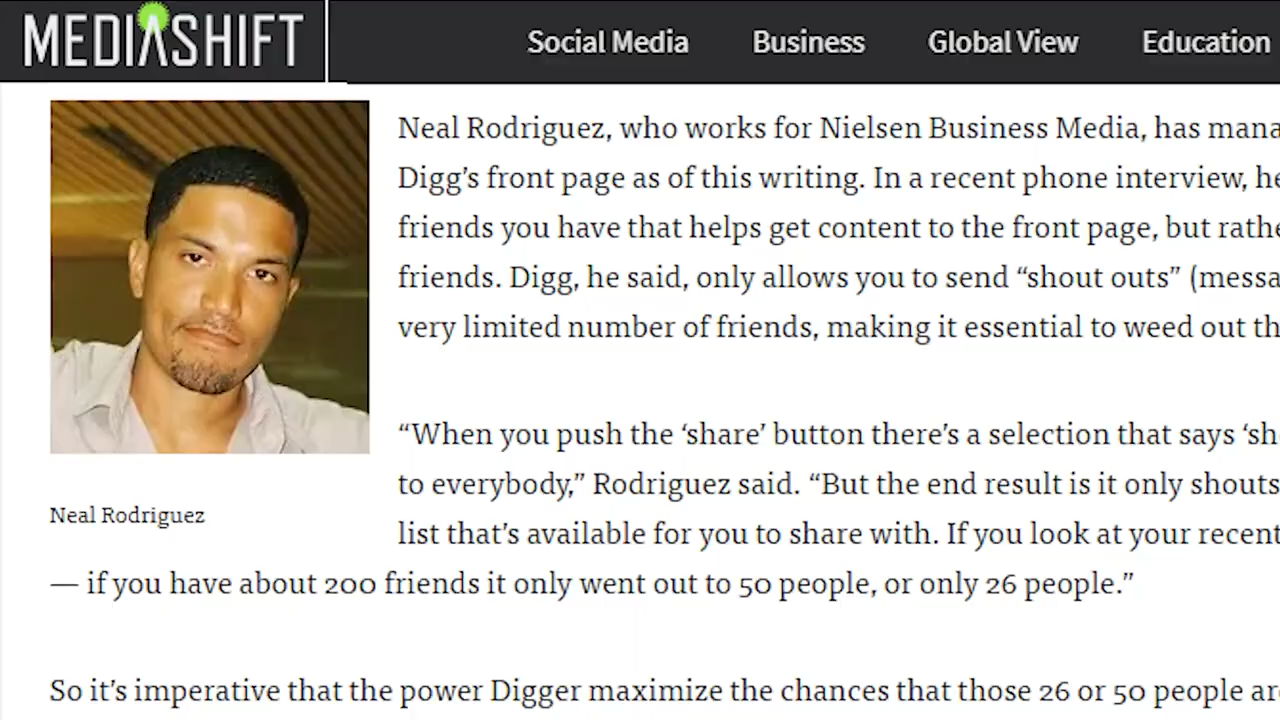 MEDIASHIFT
Social Media Business Global View Education
Neal Rodriguez, who works for Nielsen Business Media, has mana
Digg’s front page as of this writing. In a recent phone interview, he
friends you have that helps get content to the front page, but rathe
friends. Digg, he said, only allows you to send “shout outs” (messa
very limited number of friends, making it essential to weed out th
“When you push the ‘share’ button there’s a selection that says ‘sh
to everybody,” Rodriguez said. “But the end result is it only shouts
Neal Rodriguez
list that’s available for you to share with. If you look at your recent
— if you have about 200 friends it only went out to 50 people, or only 26 people.”
So it’s imperative that the power Digger maximize the chances that those 26 or 50 people are